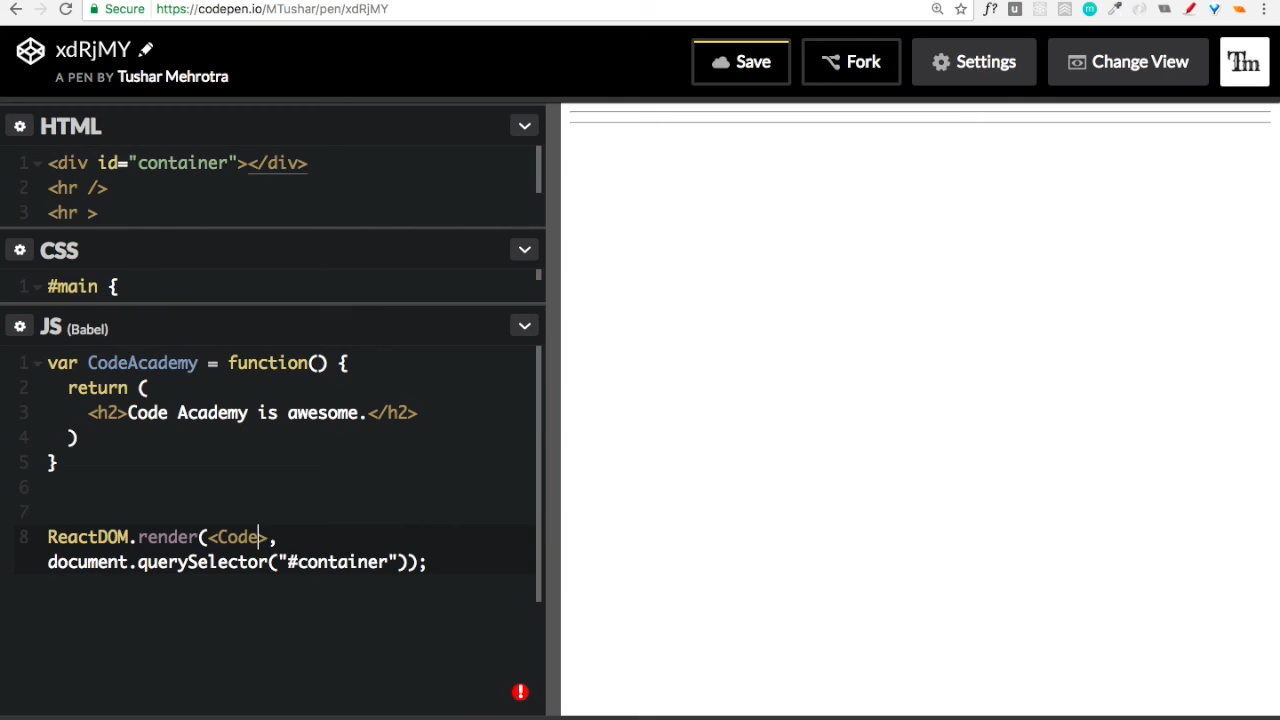 Secure https://codepen.io/MTushar/pen/xdRjMY
xdRjMY
A PEN BY Tushar Mehrotra
Save
Fork
Settings
Change View
Tm
HTML
1 <div id="container"></div>
2 <hr />
3 <hr >
CSS
1 #main {
JS (Babel)
1 var CodeAcademy = function() {
2 return (
3 <h2>Code Academy is awesome.</h2>
4 )
5 }
6
7
8 ReactDOM.render(<Code>,
document.querySelector("#container"));